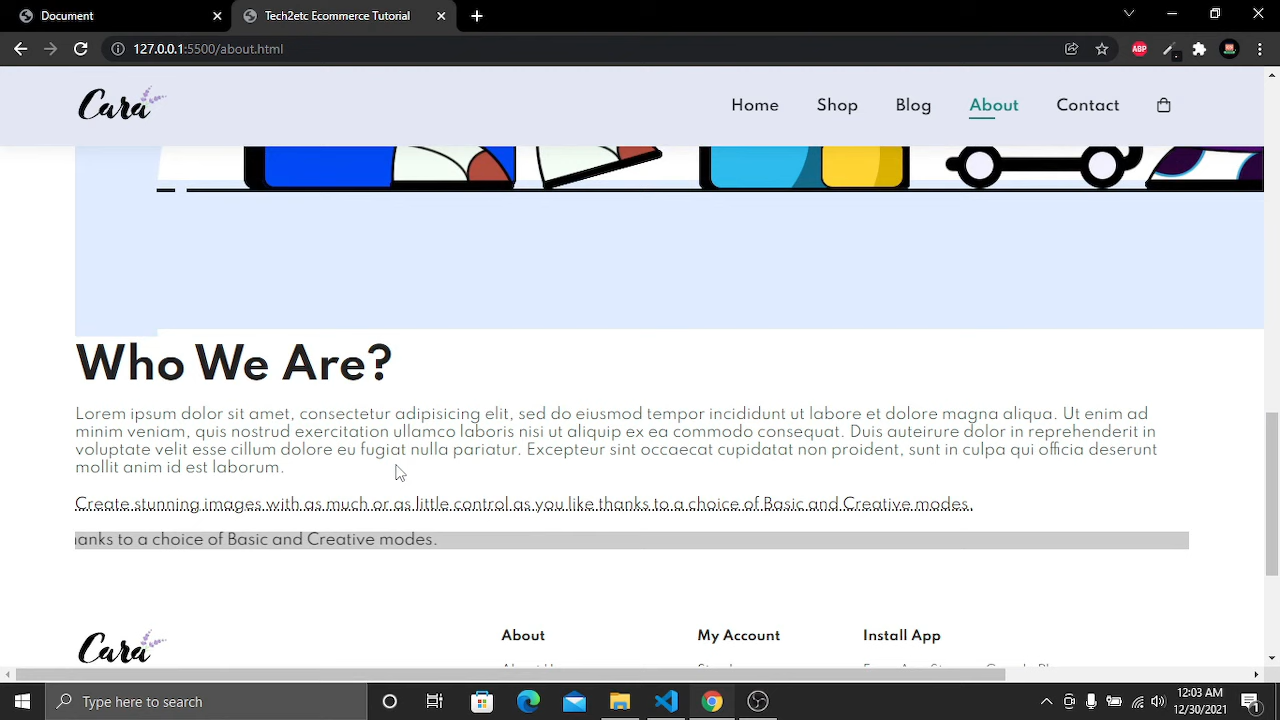 Document
Tech2etc Ecommerce Tutorial
127.0.0.1:5500/about.html
ABP
Cara
Home
Shop
Blog
About
Contact
Who We Are?
Lorem ipsum dolor sit amet, consectetur adipisicing elit, sed do eiusmod tempor incididunt ut labore et dolore magna aliqua. Ut enim ad
minim veniam, quis nostrud exercitation ullamco laboris nisi ut aliquip ex ea commodo consequat. Duis auteirure dolor in reprehenderit in
voluptate velit esse cillum dolore eu fugiat nulla pariatur. Excepteur sint occaecat cupidatat non proident, sunt in culpa qui officia deserunt
mollit anim id est laborum.
Create stunning images with as much or as little control as you like thanks to a choice of Basic and Creative modes.
hanks to a choice of Basic and Creative modes.
Cara
About
My Account
Install App
Type here to search
12:03 AM
12/30/2021
1